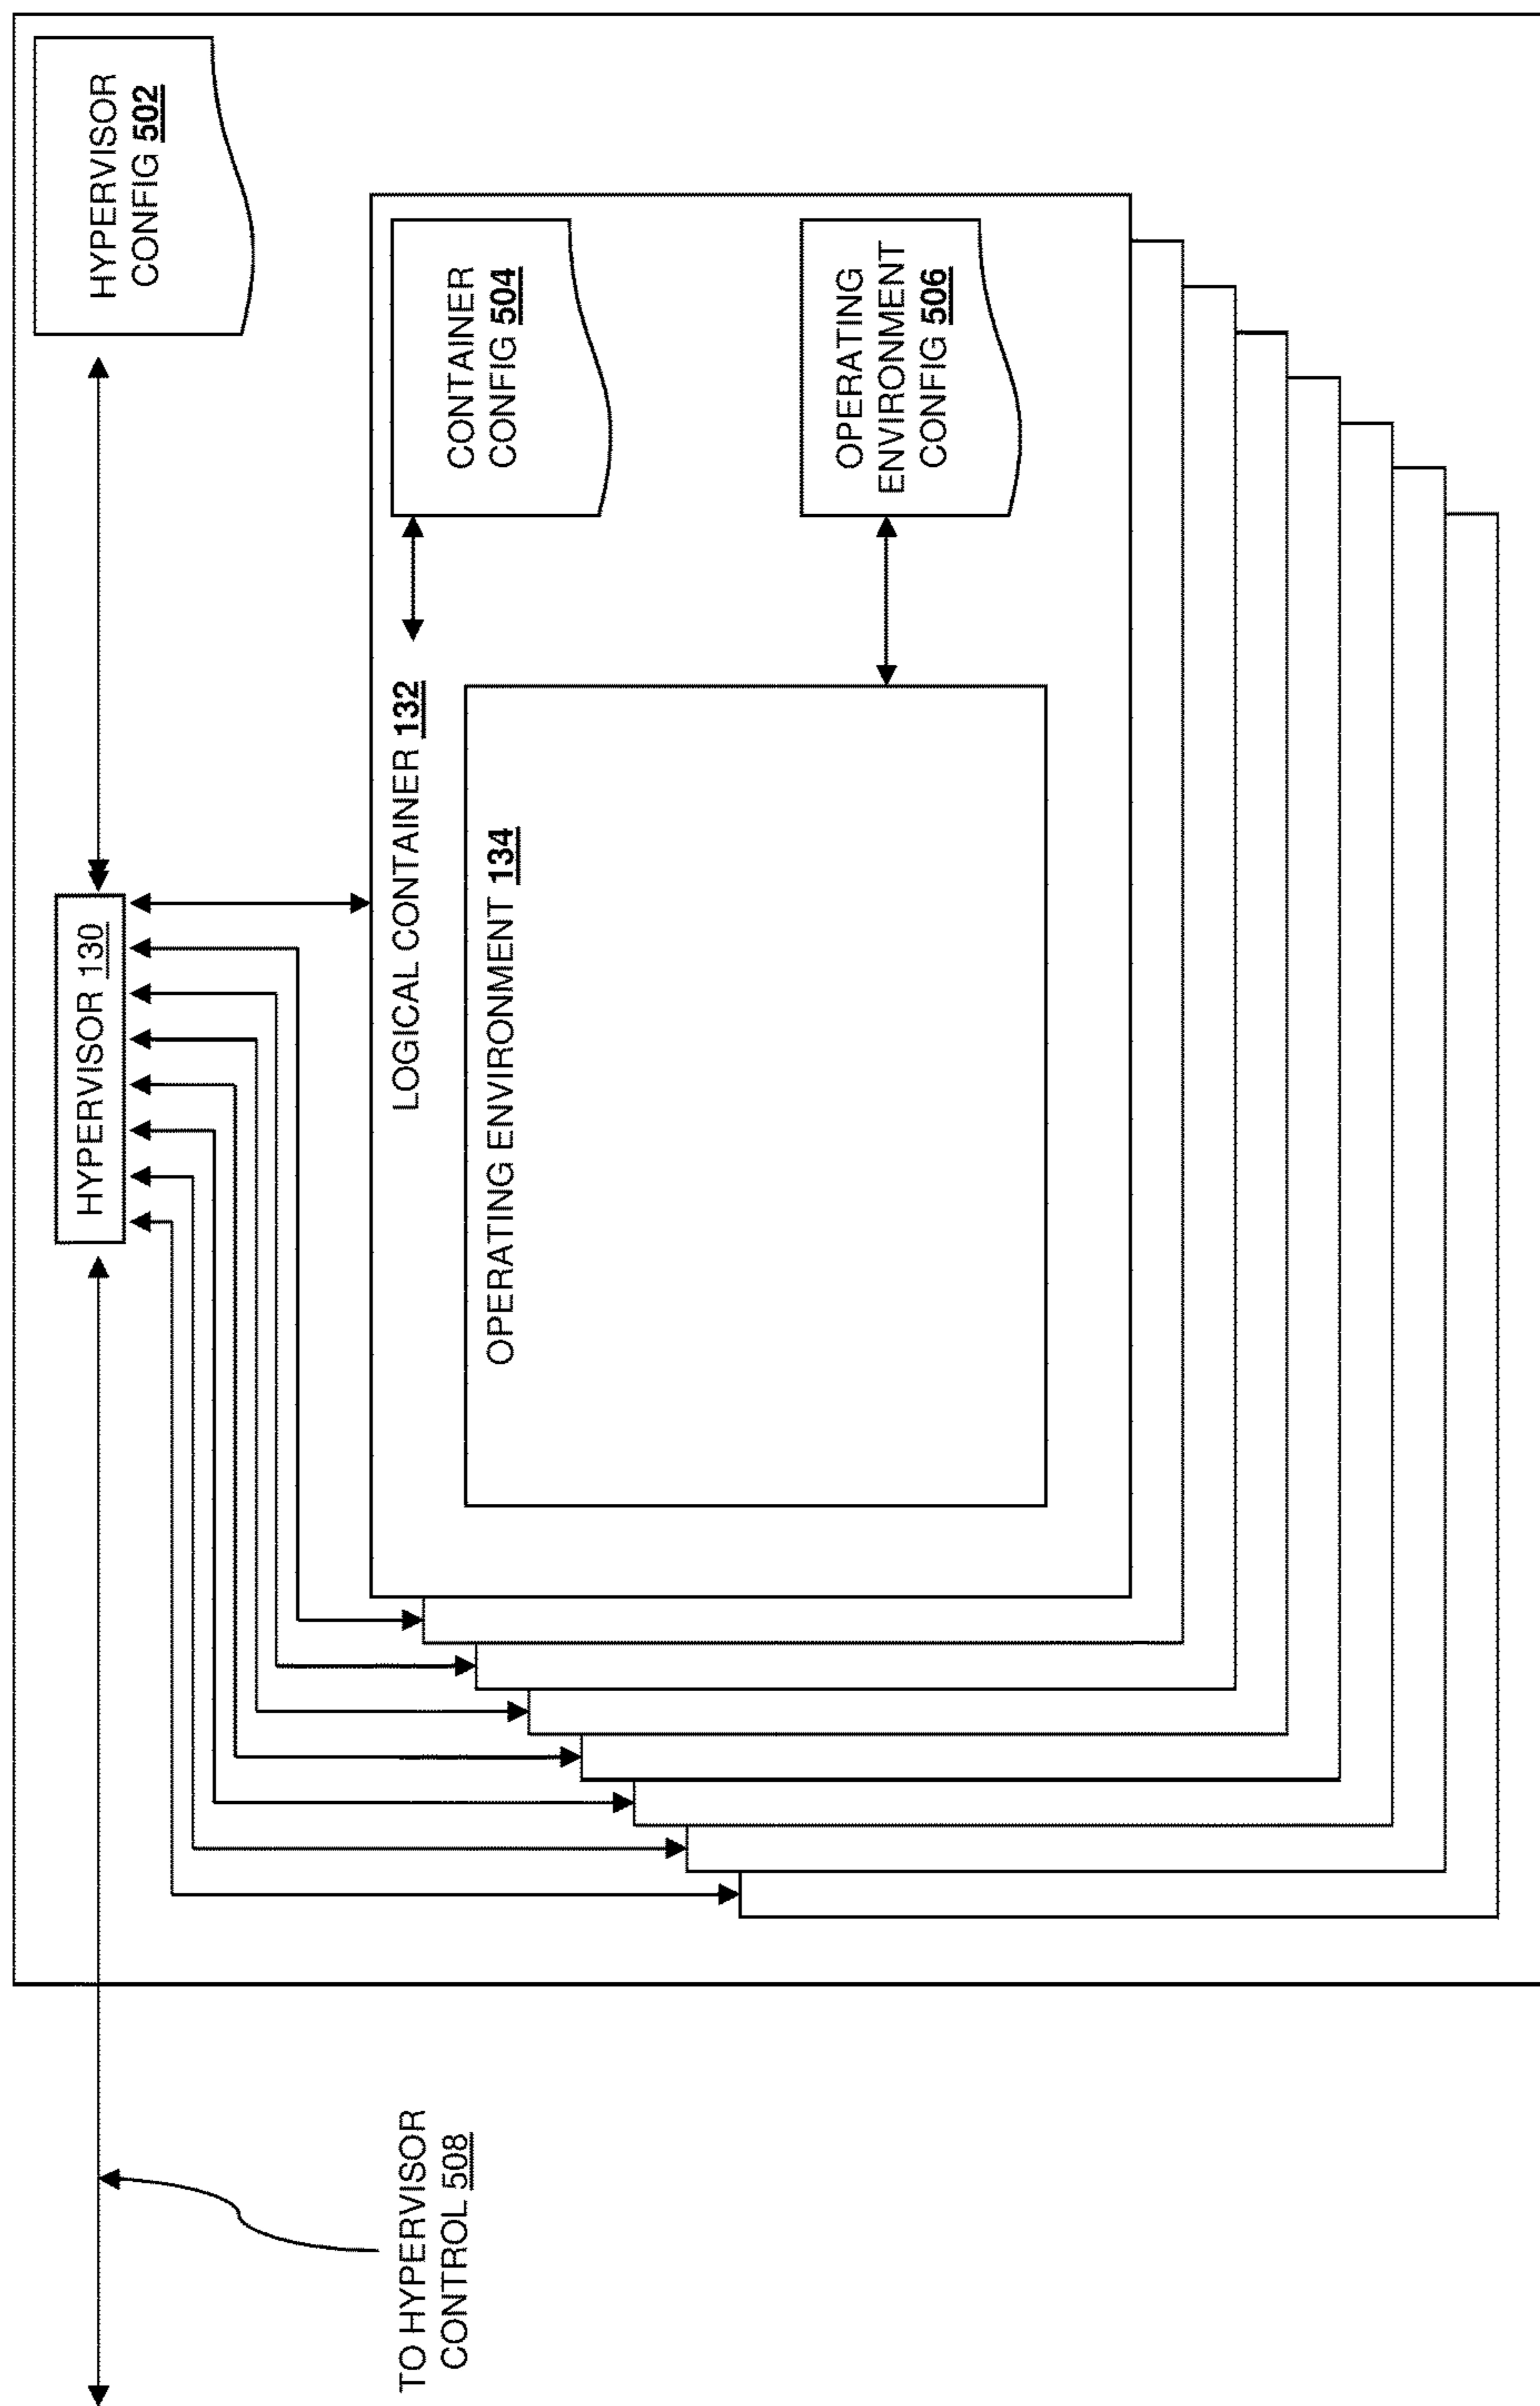 HYPERVISOR
CONFIG 502
HYPERVISOR 130
CONTAINER
CONFIG 504
LOGICAL CONTAINER 132
OPERATING ENVIRONMENT 134
OPERATING
ENVIRONMENT
CONFIG 506
TO HYPERVISOR
CONTROL 508